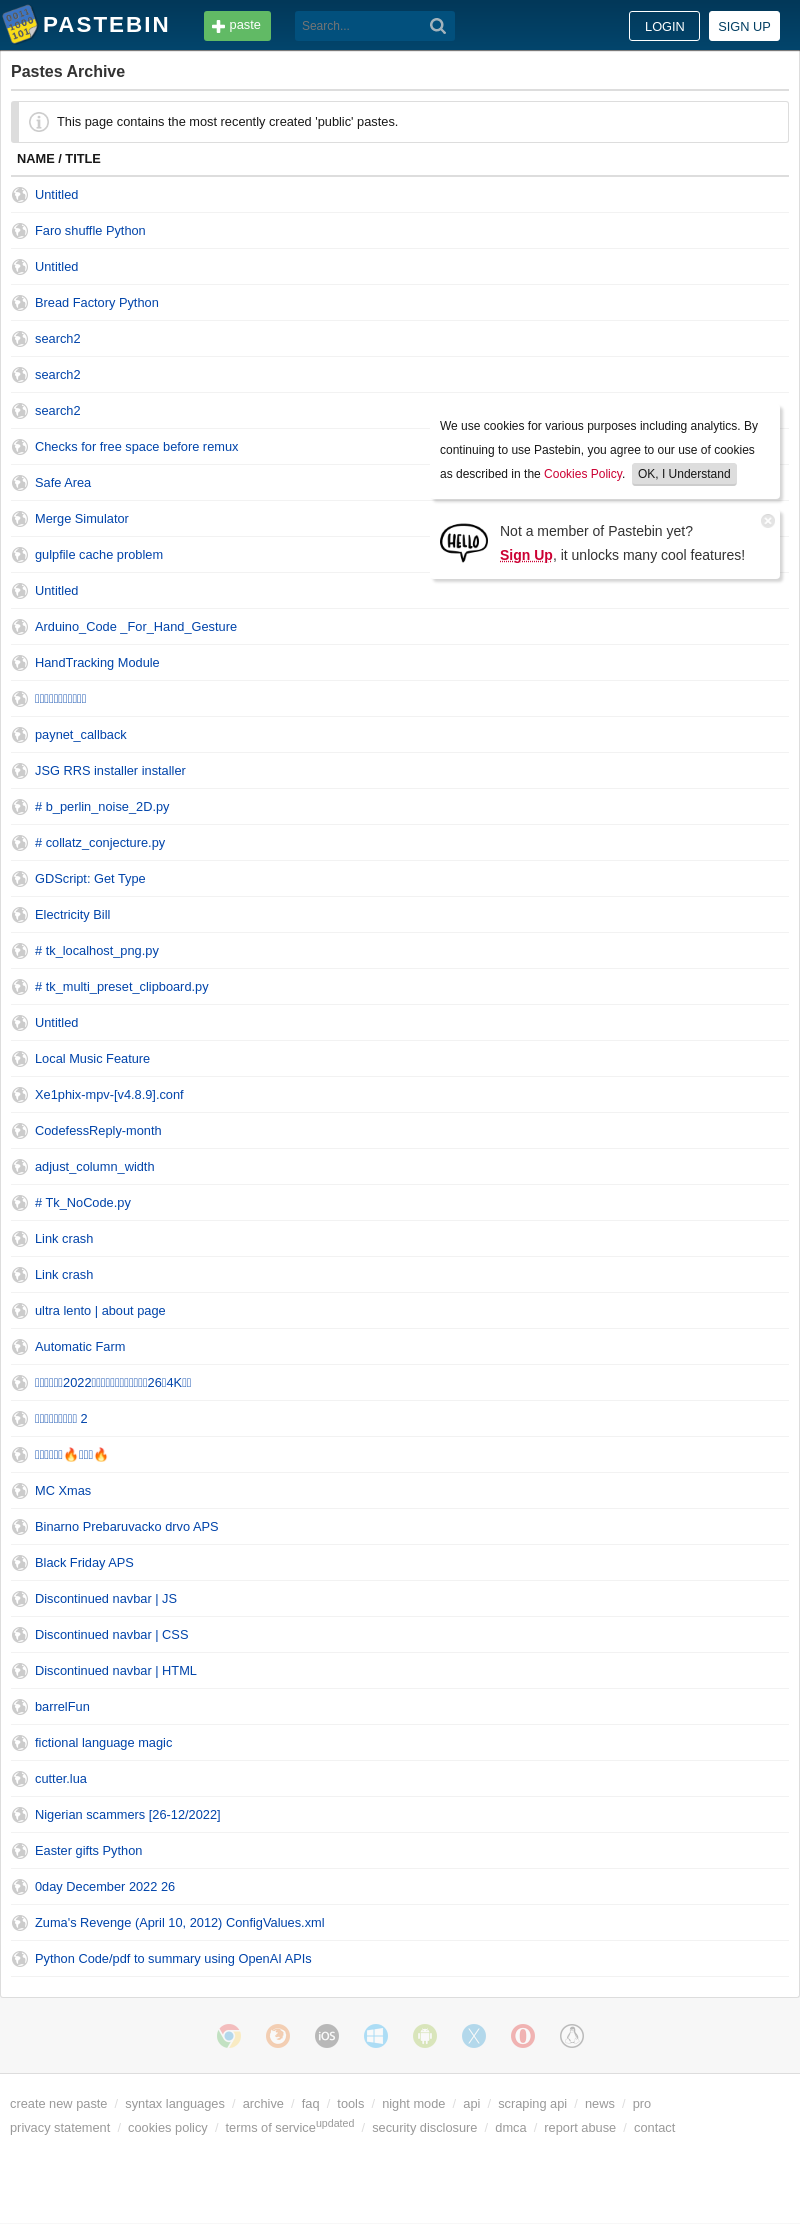 PASTEBIN
paste
Search...
LOGIN
SIGN UP
Pastes Archive
This page contains the most recently created 'public' pastes.
NAME / TITLE
Untitled
Faro shuffle Python
Untitled
Bread Factory Python
search2
search2
search2
Checks for free space before remux
Safe Area
Merge Simulator
gulpfile cache problem
We use cookies for various purposes including analytics. By
continuing to use Pastebin, you agree to our use of cookies
as described in the Cookies Policy. OK, I Understand
HELLO
Not a member of Pastebin yet?
Sign Up, it unlocks many cool features!
Untitled
Arduino_Code _For_Hand_Gesture
HandTracking Module
paynet_callback
JSG RRS installer installer
# b_perlin_noise_2D.py
# collatz_conjecture.py
GDScript: Get Type
Electricity Bill
# tk_localhost_png.py
# tk_multi_preset_clipboard.py
Untitled
Local Music Feature
Xe1phix-mpv-[v4.8.9].conf
CodefessReply-month
adjust_column_width
# Tk_NoCode.py
Link crash
Link crash
ultra lento | about page
Automatic Farm
2022 26 4K
2
🔥 🔥
MC Xmas
Binarno Prebaruvacko drvo APS
Black Friday APS
Discontinued navbar | JS
Discontinued navbar | CSS
Discontinued navbar | HTML
barrelFun
fictional language magic
cutter.lua
Nigerian scammers [26-12/2022]
Easter gifts Python
0day December 2022 26
Zuma's Revenge (April 10, 2012) ConfigValues.xml
Python Code/pdf to summary using OpenAI APIs
iOS
create new paste / syntax languages / archive / faq / tools / night mode / api / scraping api / news / pro
privacy statement / cookies policy / terms of service updated / security disclosure / dmca / report abuse / contact